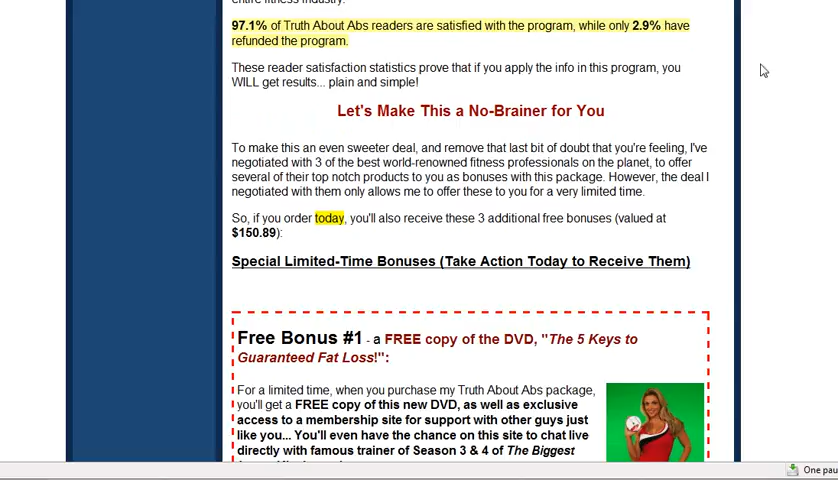 entire fitness industry.
97.1% of Truth About Abs readers are satisfied with the program, while only 2.9% have
refunded the program.
These reader satisfaction statistics prove that if you apply the info in this program, you
WILL get results... plain and simple!
Let's Make This a No-Brainer for You
To make this an even sweeter deal, and remove that last bit of doubt that you're feeling, I've
negotiated with 3 of the best world-renowned fitness professionals on the planet, to offer
several of their top notch products to you as bonuses with this package. However, the deal I
negotiated with them only allows me to offer these to you for a very limited time.
So, if you order today, you'll also receive these 3 additional free bonuses (valued at
$150.89):
Special Limited-Time Bonuses (Take Action Today to Receive Them)
Free Bonus #1 - a FREE copy of the DVD, "The 5 Keys to
Guaranteed Fat Loss!":
For a limited time, when you purchase my Truth About Abs package,
you'll get a FREE copy of this new DVD, as well as exclusive
access to a membership site for support with other guys just
like you... You'll even have the chance on this site to chat live
directly with famous trainer of Season 3 & 4 of The Biggest
One pau